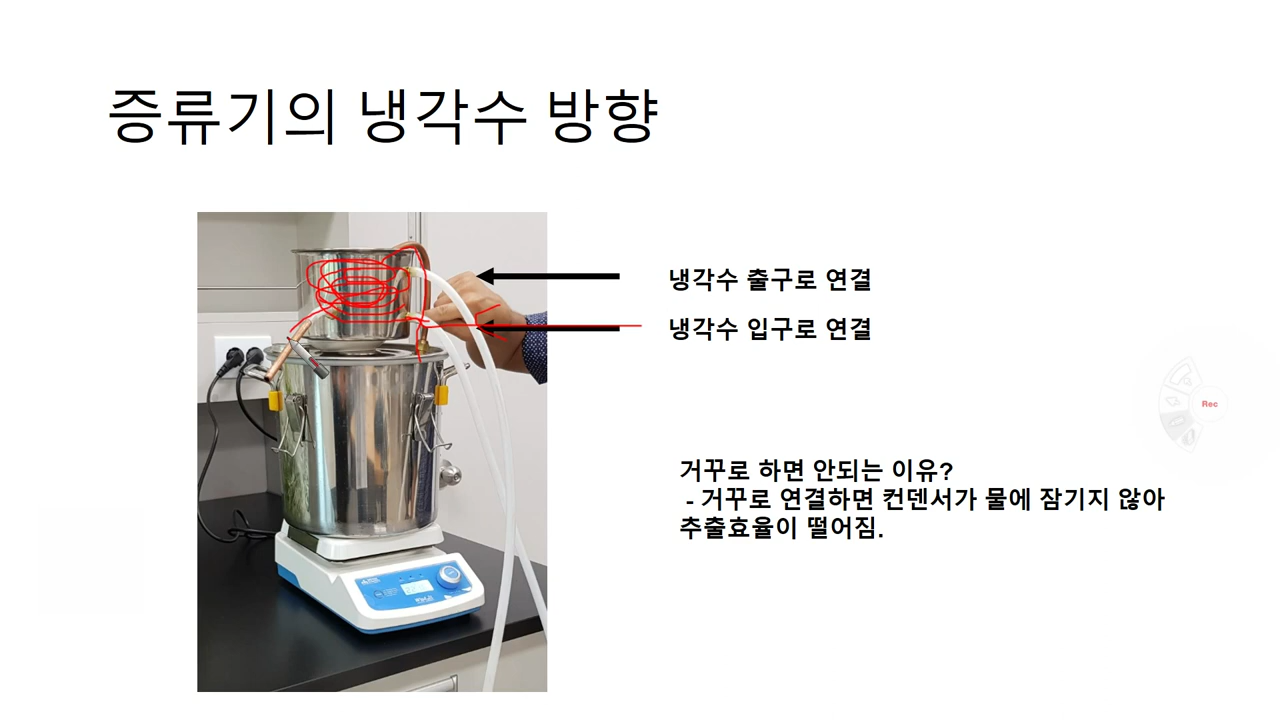 증류기의 냉각수 방향
냉각수 출구로 연결
냉각수 입구로 연결
Rec
거꾸로 하면 안되는 이유?
- 거꾸로 연결하면 컨덴서가 물에 잠기지 않아
추출효율이 떨어짐.